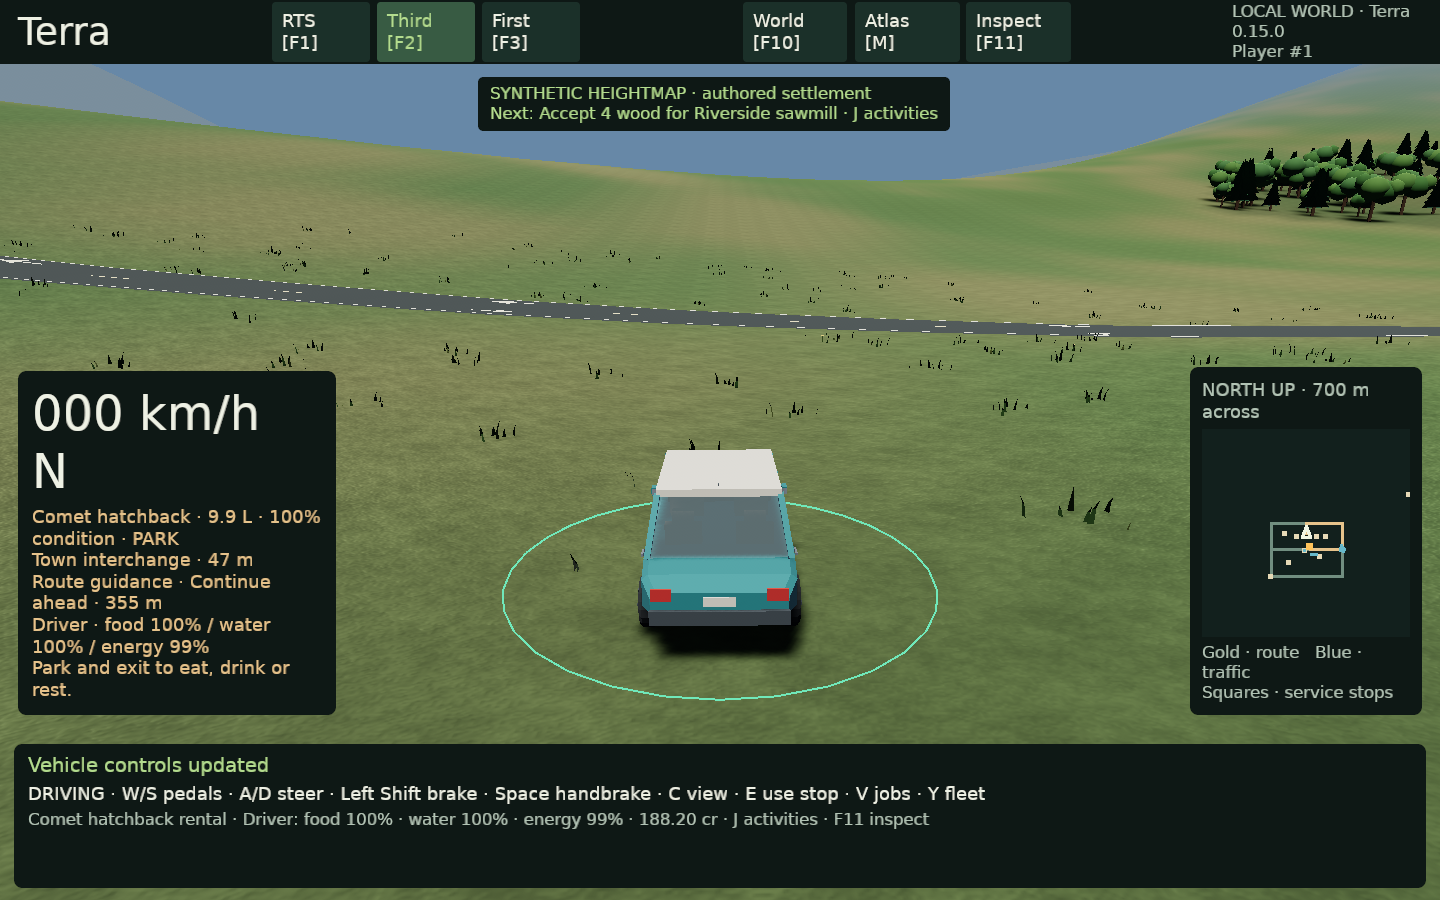 Terra
RTS
[F1]
Third
[F2]
First
[F3]
World
[F10]
Atlas
[M]
Inspect
[F11]
LOCAL WORLD · Terra
0.15.0
Player #1
SYNTHETIC HEIGHTMAP · authored settlement
Next: Accept 4 wood for Riverside sawmill · J activities
000 km/h
N
Comet hatchback · 9.9 L · 100%
condition · PARK
Town interchange · 47 m
Route guidance · Continue
ahead · 355 m
Driver · food 100% / water
100% / energy 99%
Park and exit to eat, drink or
rest.
NORTH UP · 700 m
across
Gold · route Blue ·
traffic
Squares · service stops
Vehicle controls updated
DRIVING · W/S pedals · A/D steer · Left Shift brake · Space handbrake · C view · E use stop · V jobs · Y fleet
Comet hatchback rental · Driver: food 100% · water 100% · energy 99% · 188.20 cr · J activities · F11 inspect